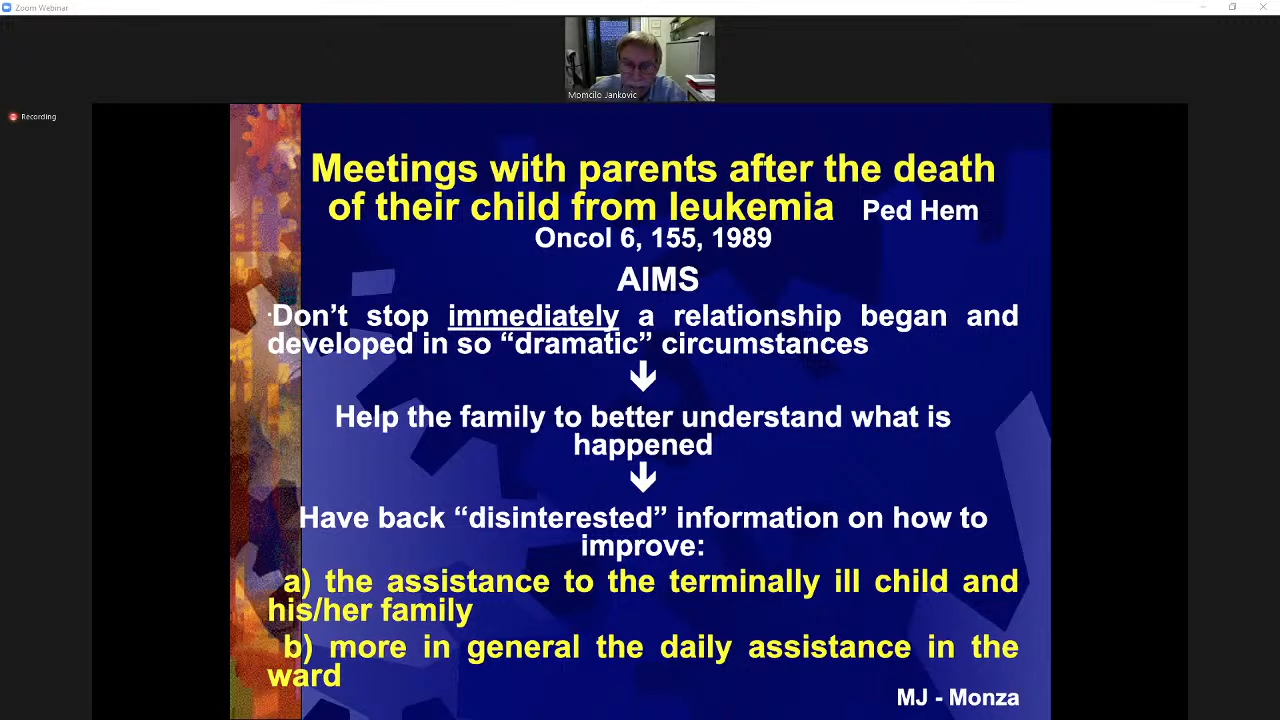 Zoom Webinar
Momcilo Jankovic
Recording
Meetings with parents after the death
of their child from leukemia Ped Hem
Oncol 6, 155, 1989
AIMS
·Don’t stop immediately a relationship began and
developed in so “dramatic” circumstances
Help the family to better understand what is
happened
Have back “disinterested” information on how to
improve:
a) the assistance to the terminally ill child and
his/her family
b) more in general the daily assistance in the
ward
MJ - Monza